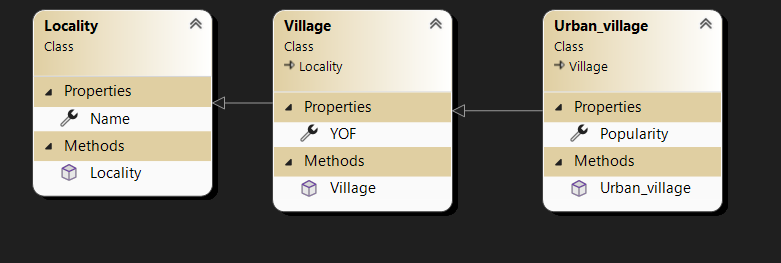 Locality
Class
Properties
Name
Methods
Locality
Village
Class
Locality
Properties
YOF
Methods
Village
Urban_village
Class
Village
Properties
Popularity
Methods
Urban_village